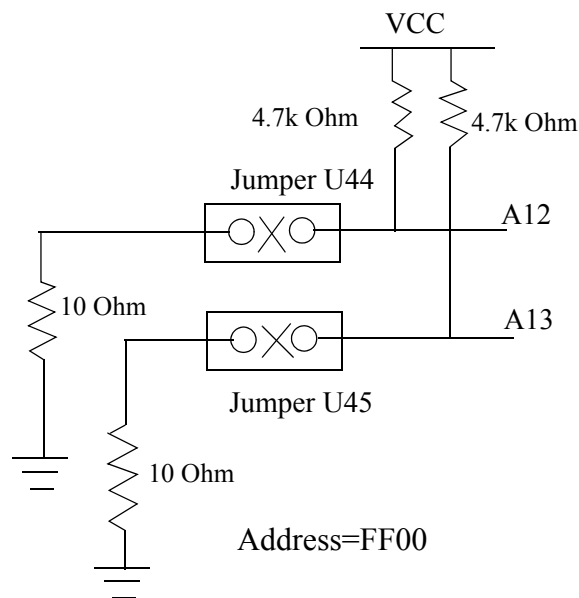 VCC
4.7k Ohm
4.7k Ohm
Jumper U44
A12
10 Ohm
A13
Jumper U45
10 Ohm
Address=FF00